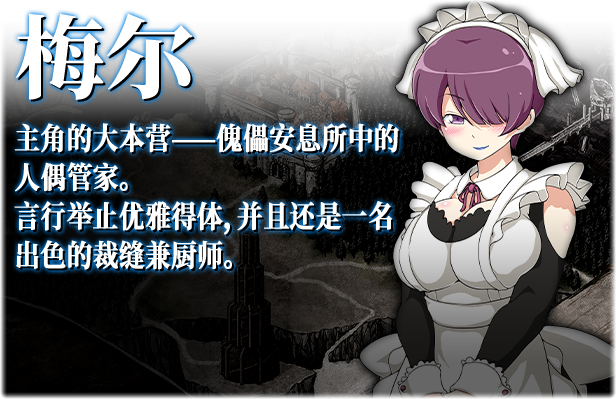 梅尔
主角的大本营——傀儡安息所中的
人偶管家。
言行举止优雅得体，并且还是一名
出色的裁缝兼厨师。